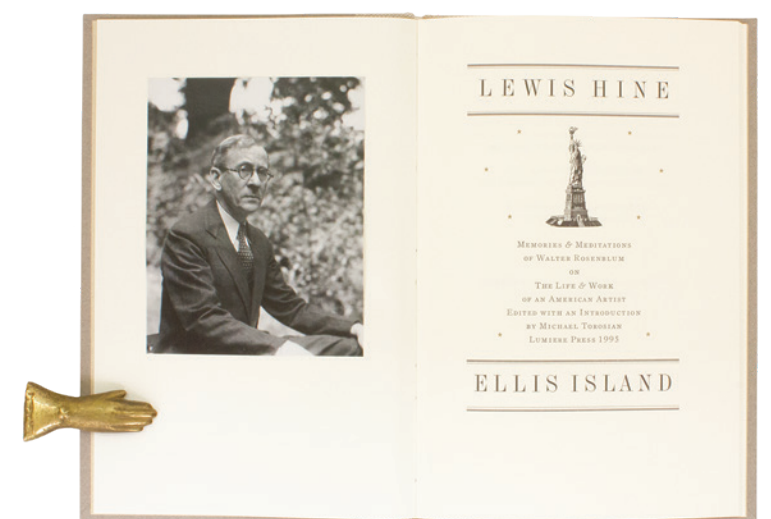 LEWIS HINE
MEMORIES & MEDITATIONS
OF WALTER ROSENBLUM
ON
THE LIFE & WORK
OF AN AMERICAN ARTIST
EDITED WITH AN INTRODUCTION
BY MICHAEL TOROSIAN
LUMIERE PRESS 1995
ELLIS ISLAND